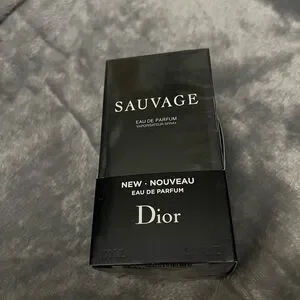 SAUVAGE
EAU DE PARFUM
VAPORISATEUR-SPRAY
NEW · NOUVEAU
EAU DE PARFUM
Dior